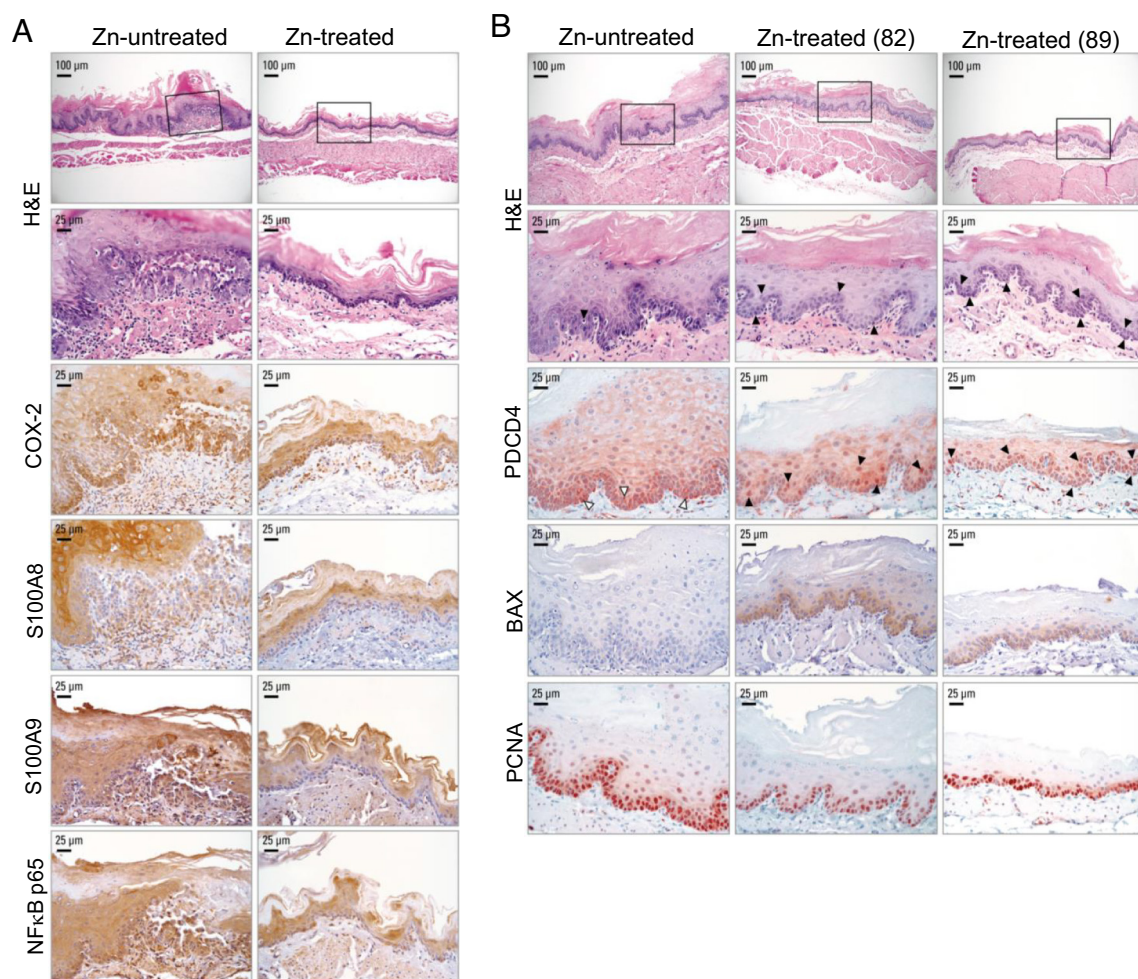 A
Zn-untreated Zn-treated
H&E
100 µm 100 µm
25 µm 25 µm
COX-2
25 µm 25 µm
S100A8
25 µm 25 µm
S100A9
25 µm 25 µm
NFκB p65
25 µm 25 µm
B
Zn-untreated Zn-treated (82) Zn-treated (89)
H&E
100 µm 100 µm 100 µm
25 µm 25 µm 25 µm
PDCD4
25 µm 25 µm 25 µm
BAX
25 µm 25 µm 25 µm
PCNA
25 µm 25 µm 25 µm